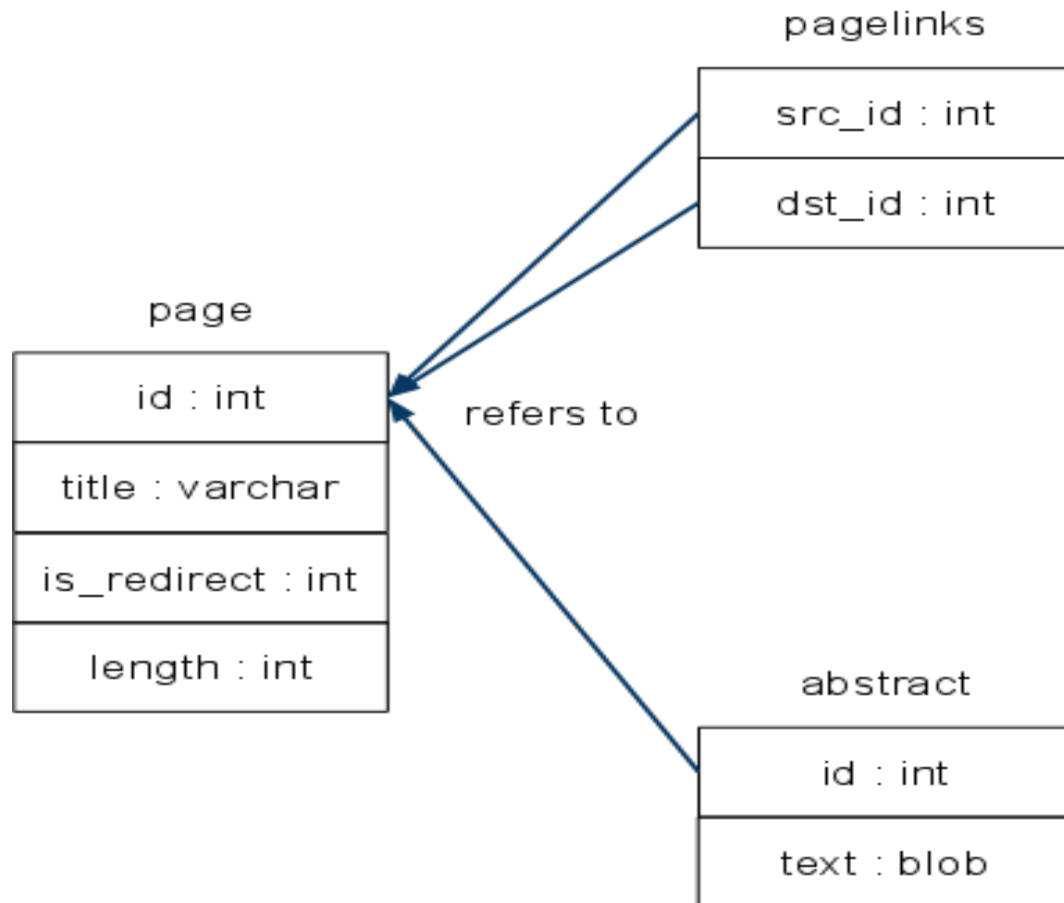 pagelinks
src_id : int
dst_id : int
page
id : int
title : varchar
is_redirect : int
length : int
refers to
abstract
id : int
text : blob